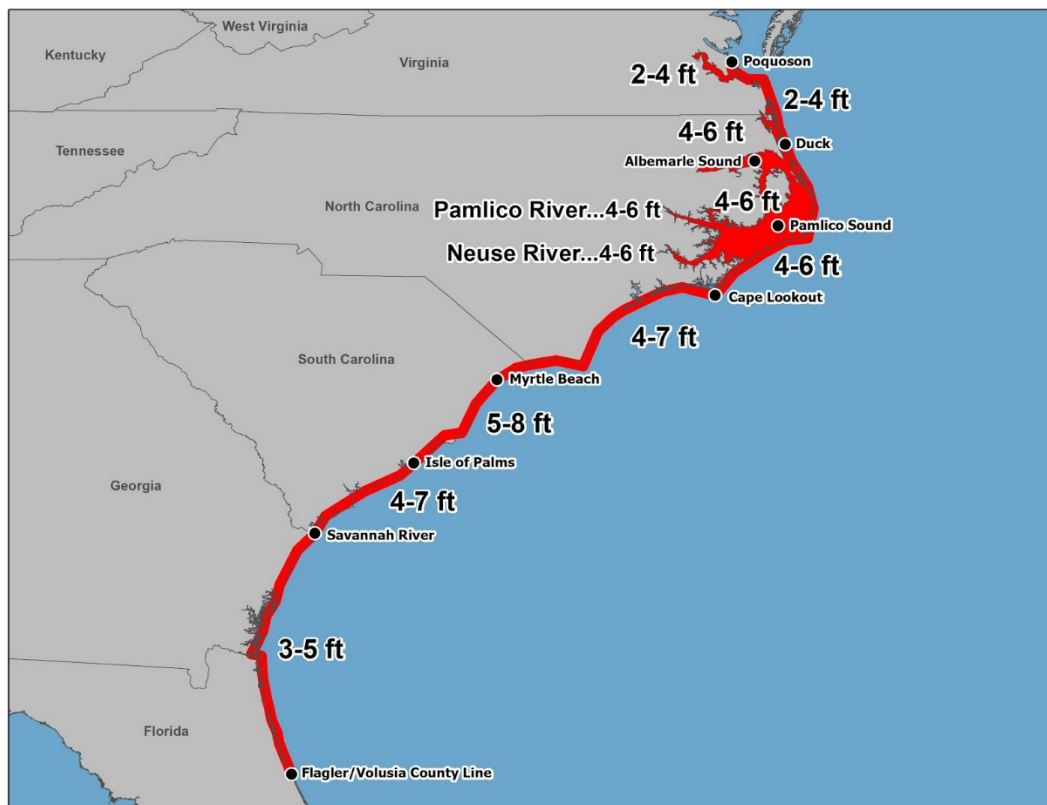 West Virginia
Kentucky
Virginia
Poquoson
2-4 ft
2-4 ft
4-6 ft
Duck
Tennessee
Albemarle Sound
4-6 ft
North Carolina
Pamlico River...4-6 ft
Pamlico Sound
Neuse River...4-6 ft
4-6 ft
Cape Lookout
4-7 ft
South Carolina
Myrtle Beach
5-8 ft
Isle of Palms
Georgia
4-7 ft
Savannah River
3-5 ft
Florida
Flagler/Volusia County Line